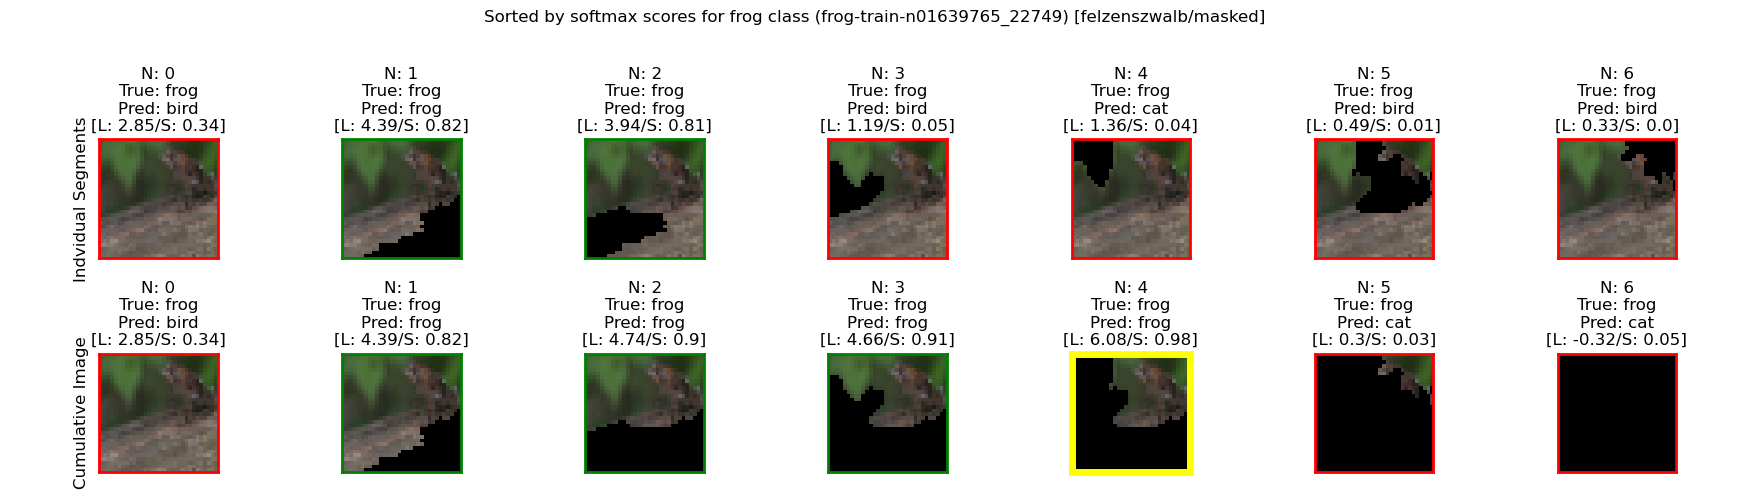 Sorted by softmax scores for frog class (frog-train-n01639765_22749) [felzenszwalb/masked]
Indvidual Segments
N: 0
True: frog
Pred: bird
[L: 2.85/S: 0.34]
N: 1
True: frog
Pred: frog
[L: 4.39/S: 0.82]
N: 2
True: frog
Pred: frog
[L: 3.94/S: 0.81]
N: 3
True: frog
Pred: bird
[L: 1.19/S: 0.05]
N: 4
True: frog
Pred: cat
[L: 1.36/S: 0.04]
N: 5
True: frog
Pred: bird
[L: 0.49/S: 0.01]
N: 6
True: frog
Pred: bird
[L: 0.33/S: 0.0]
Cumulative Image
N: 0
True: frog
Pred: bird
[L: 2.85/S: 0.34]
N: 1
True: frog
Pred: frog
[L: 4.39/S: 0.82]
N: 2
True: frog
Pred: frog
[L: 4.74/S: 0.9]
N: 3
True: frog
Pred: frog
[L: 4.66/S: 0.91]
N: 4
True: frog
Pred: frog
[L: 6.08/S: 0.98]
N: 5
True: frog
Pred: cat
[L: 0.3/S: 0.03]
N: 6
True: frog
Pred: cat
[L: -0.32/S: 0.05]